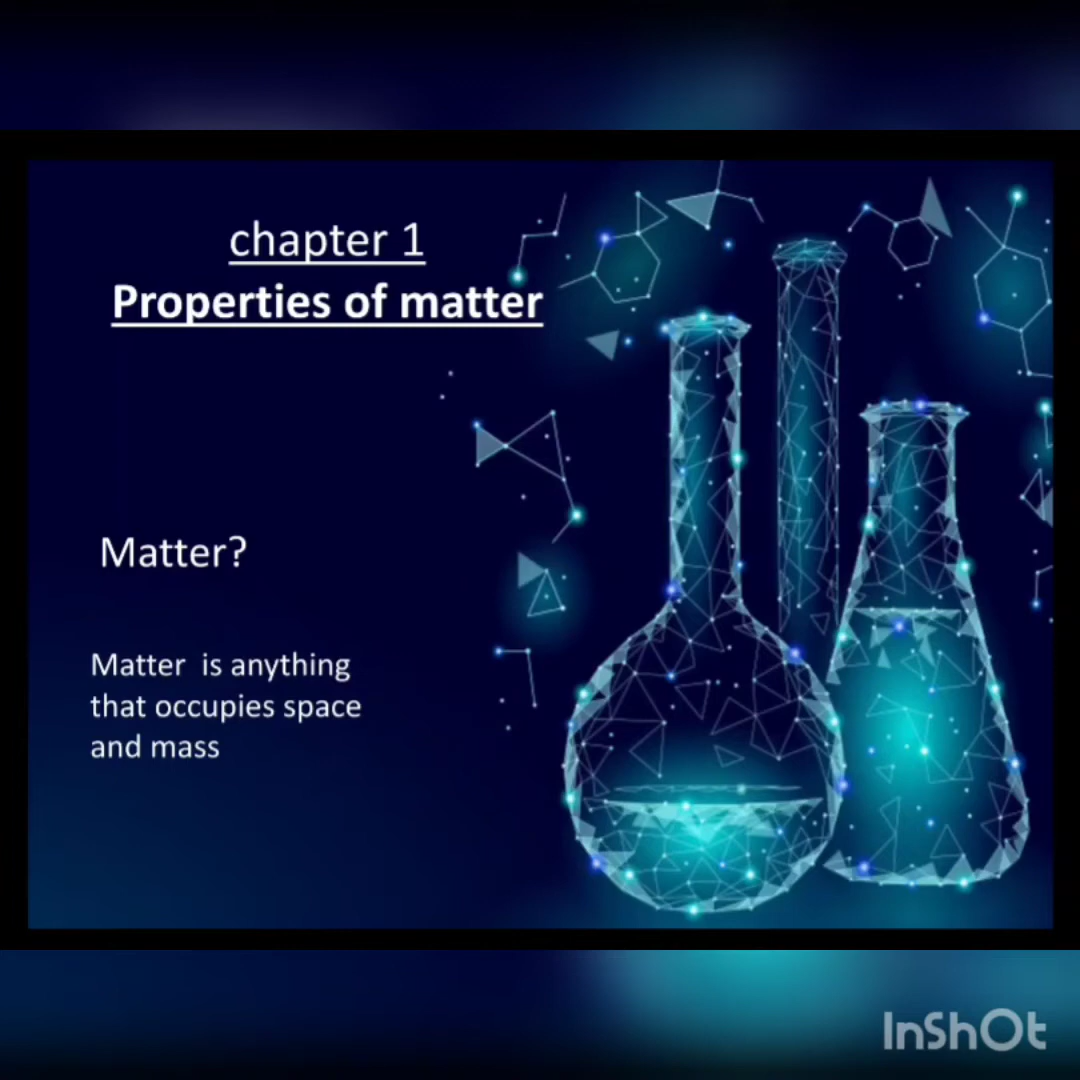 chapter 1
Properties of matter
Matter?
Matter is anything
that occupies space
and mass
InShOt